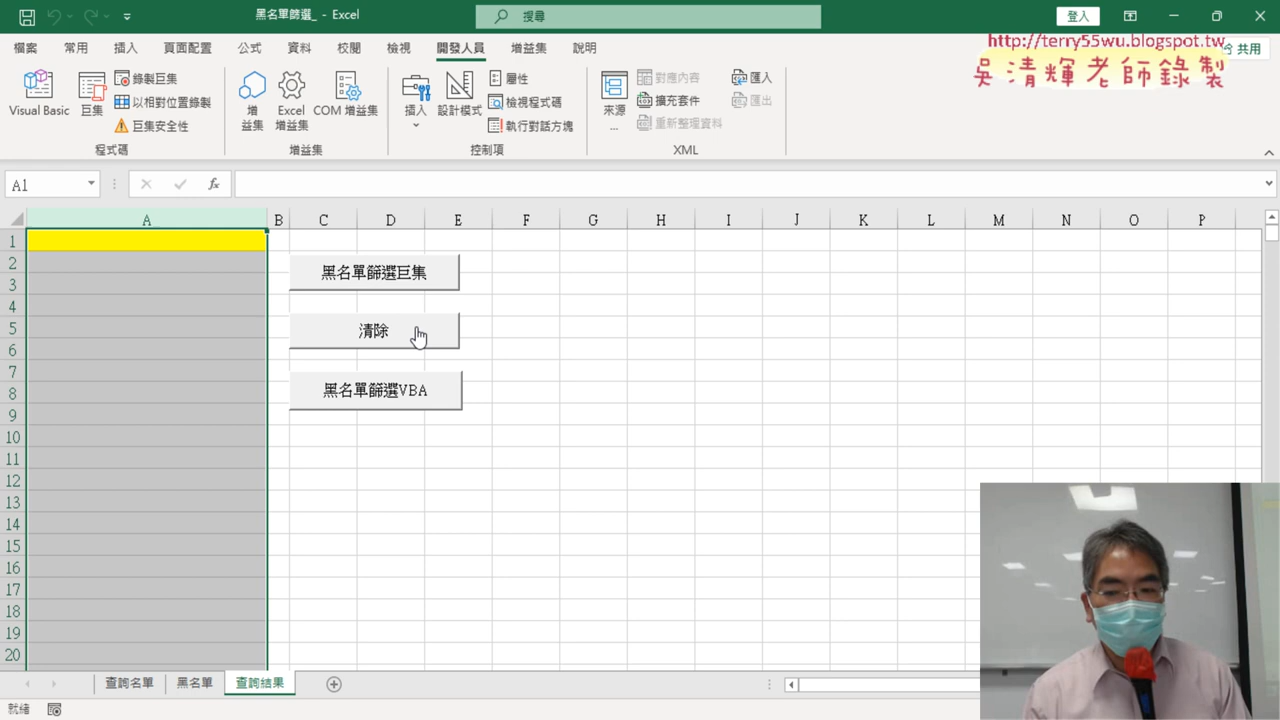 黑名單篩選_ - Excel
搜尋
登入
檔案 常用 插入 頁面配置 公式 資料 校閱 檢視 開發人員 增益集 說明
共用
http://terry55wu.blogspot.tw
吳清輝老師錄製
Visual Basic
巨集
錄製巨集
以相對位置錄製
巨集安全性
程式碼
增
益集
Excel
增益集
COM 增益集
增益集
插入
設計模式
屬性
檢視程式碼
執行對話方塊
控制項
來源
...
對應內容
擴充套件
重新整理資料
匯入
匯出
XML
A1
fx
A B C D E F G H I J K L M N O P
1
2
3
4
5
6
7
8
9
10
11
12
13
14
15
16
17
18
19
20
黑名單篩選巨集
清除
黑名單篩選VBA
查詢名單 黑名單 查詢結果
就緒